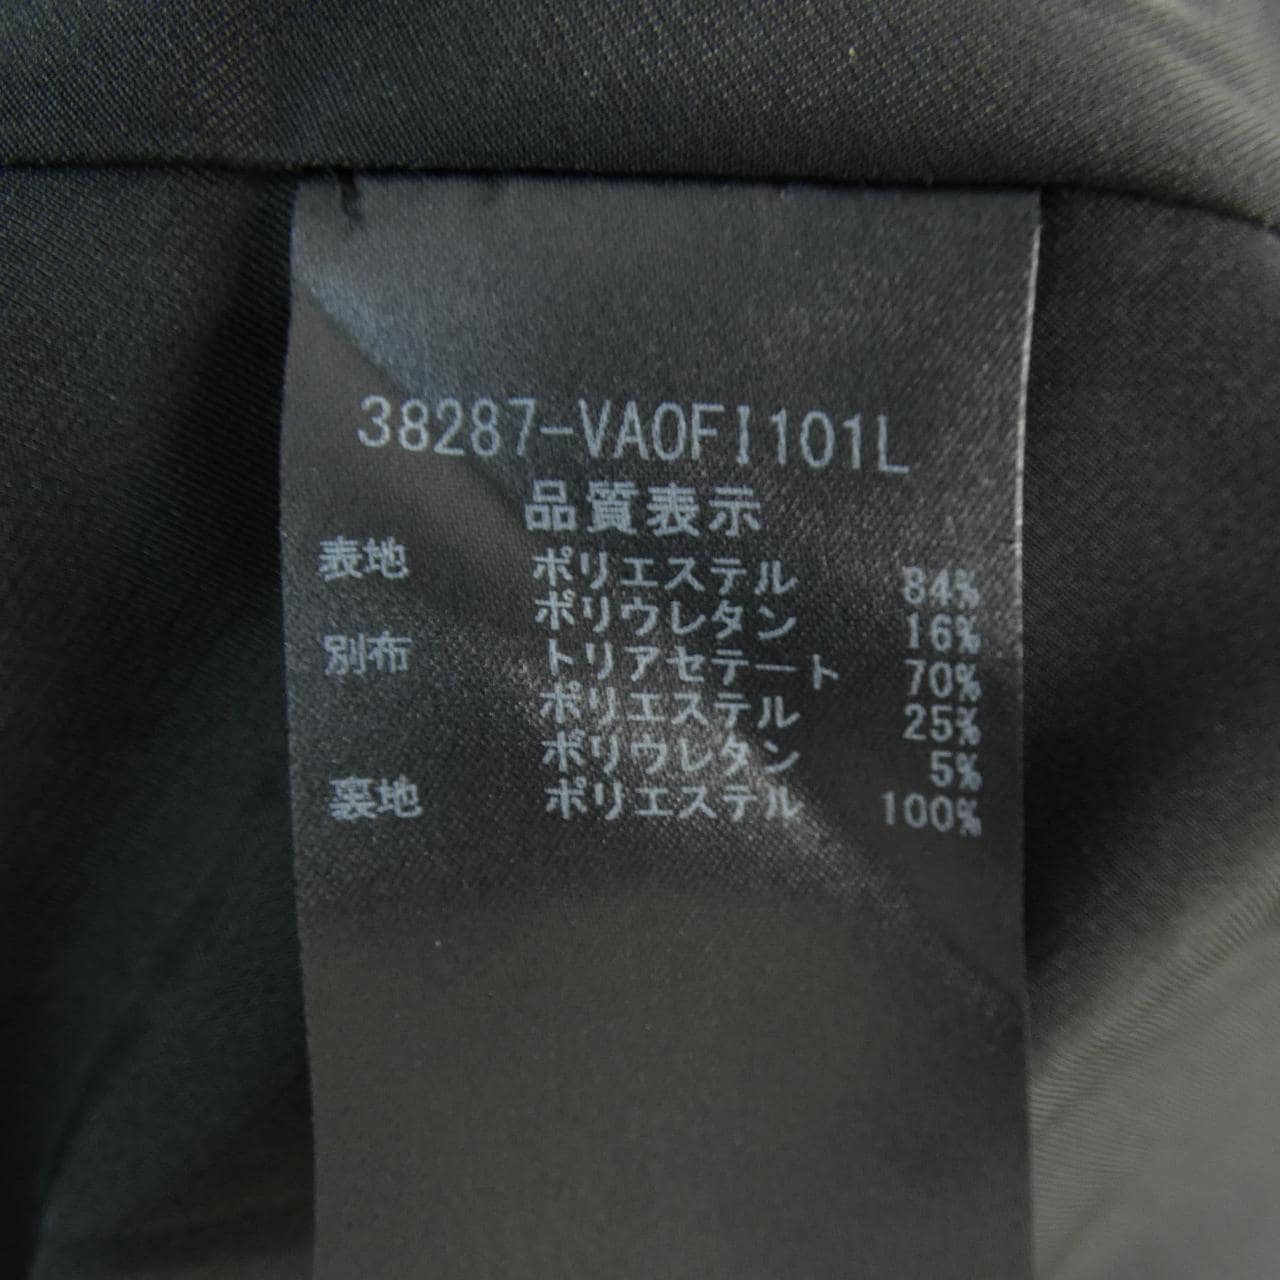 38287-VA0FI101L
品質表示
表地 ポリエステル 84%
ポリウレタン 16%
別布 トリアセテート 70%
ポリエステル 25%
ポリウレタン 5%
裏地 ポリエステル 100%